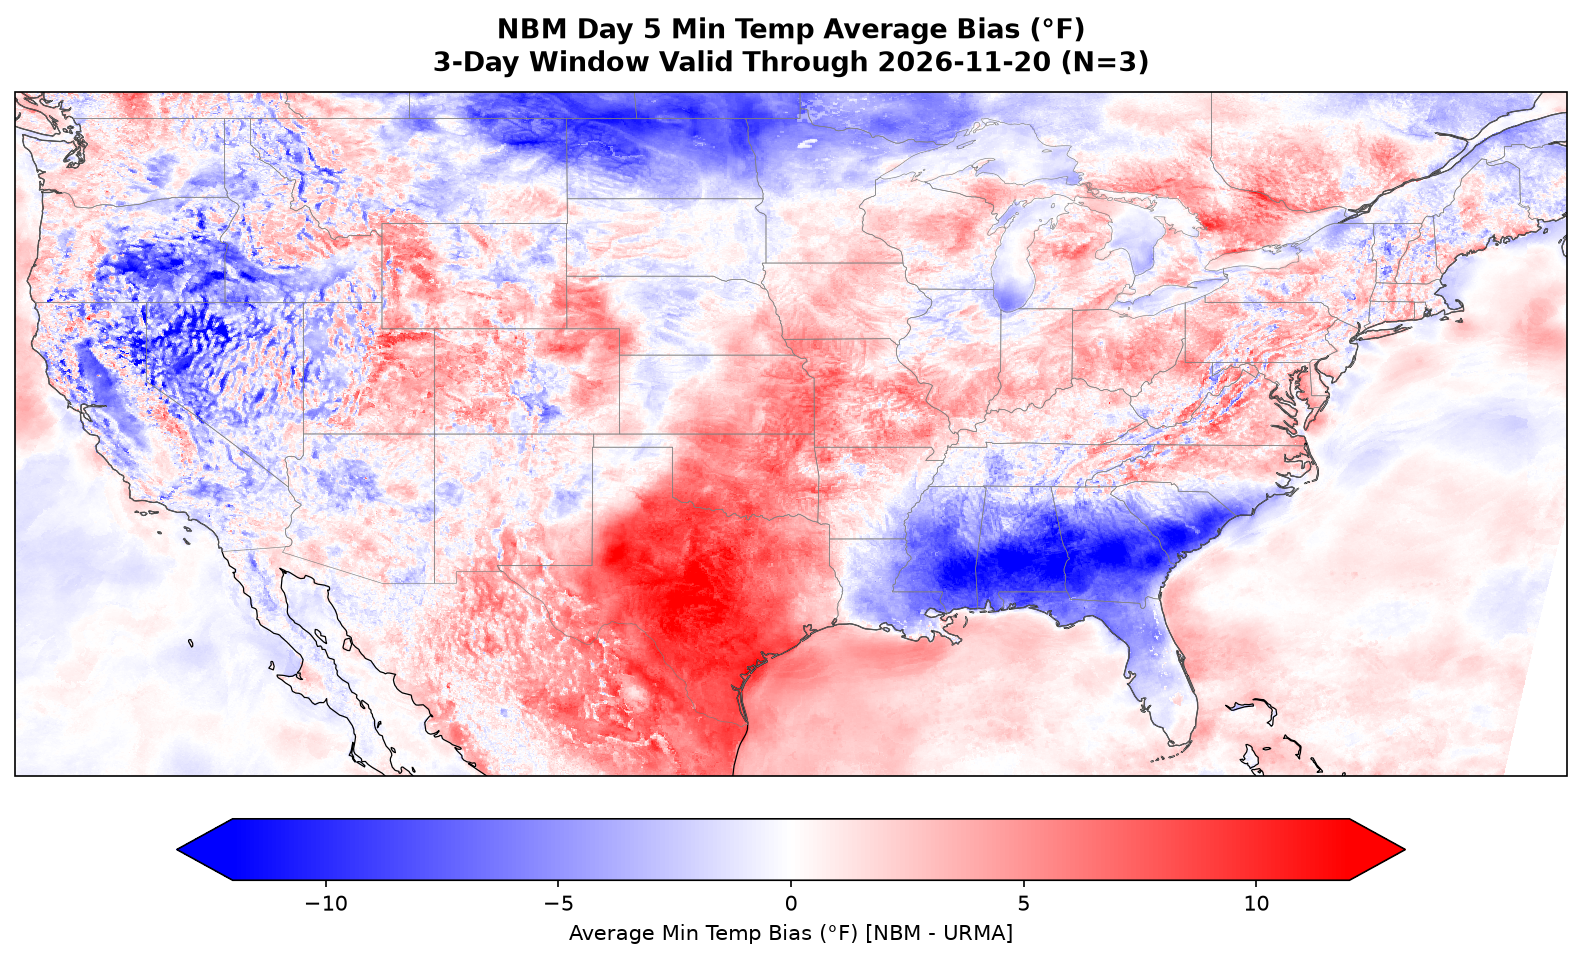 NBM Day 5 Min Temp Average Bias (°F)
3-Day Window Valid Through 2026-11-20 (N=3)
−10 −5 0 5 10
Average Min Temp Bias (°F) [NBM - URMA]